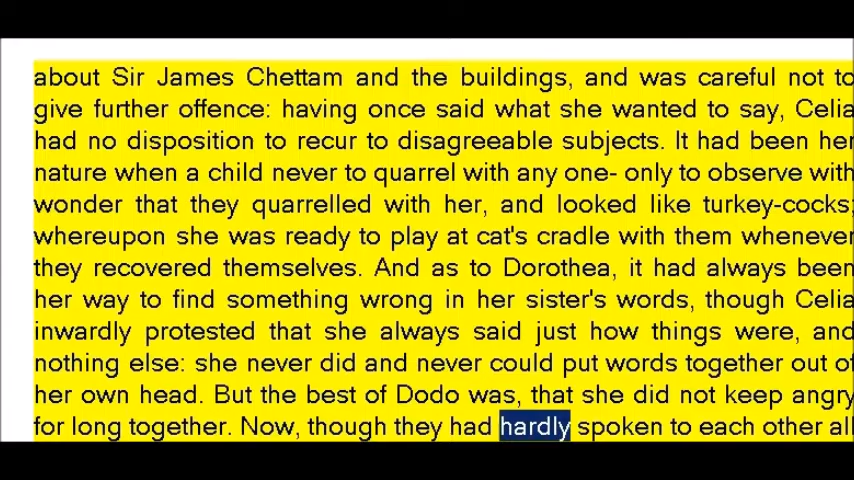 about Sir James Chettam and the buildings, and was careful not to
give further offence: having once said what she wanted to say, Celia
had no disposition to recur to disagreeable subjects. It had been her
nature when a child never to quarrel with any one- only to observe with
wonder that they quarrelled with her, and looked like turkey-cocks;
whereupon she was ready to play at cat's cradle with them whenever
they recovered themselves. And as to Dorothea, it had always been
her way to find something wrong in her sister's words, though Celia
inwardly protested that she always said just how things were, and
nothing else: she never did and never could put words together out of
her own head. But the best of Dodo was, that she did not keep angry
for long together. Now, though they had hardly spoken to each other all